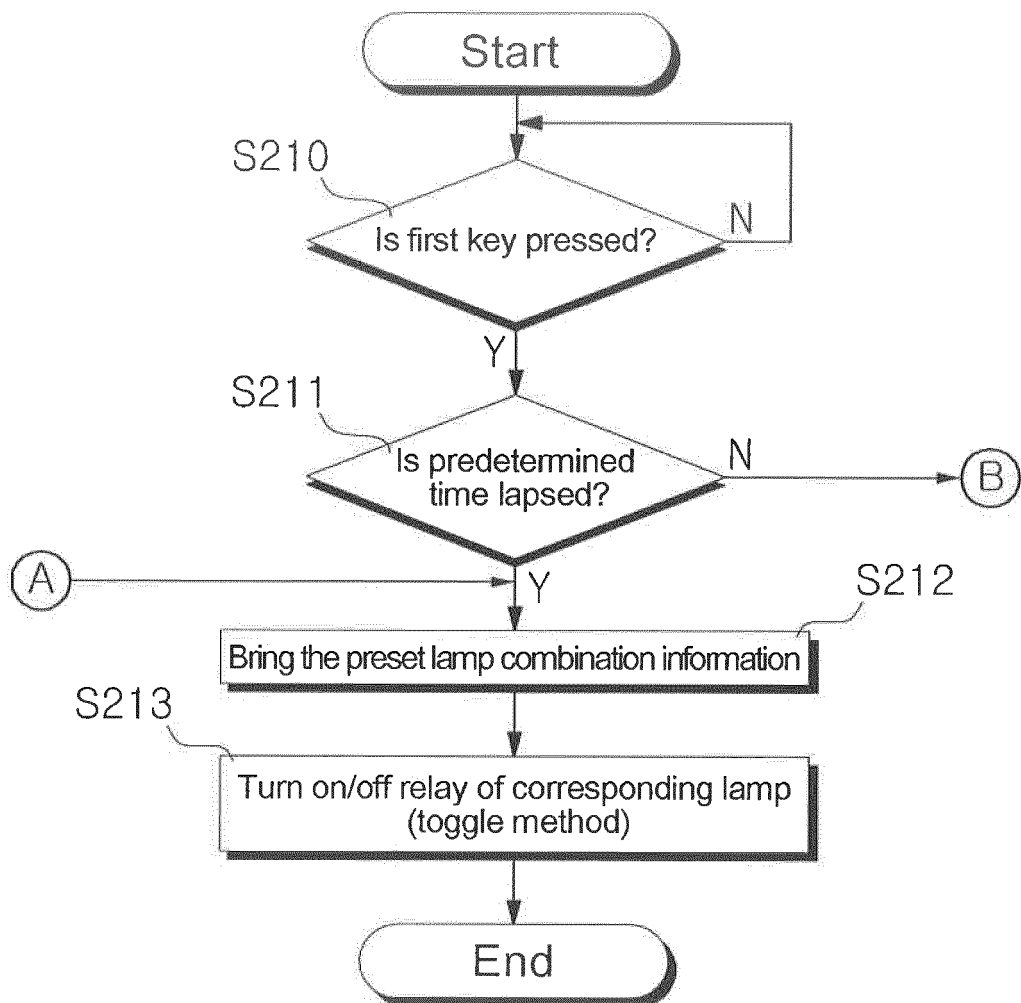 Start
S210
Is first key pressed?
N
Y
S211
Is predetermined
time lapsed?
N
B
A
Y
S212
Bring the preset lamp combination information
S213
Turn on/off relay of corresponding lamp
(toggle method)
End